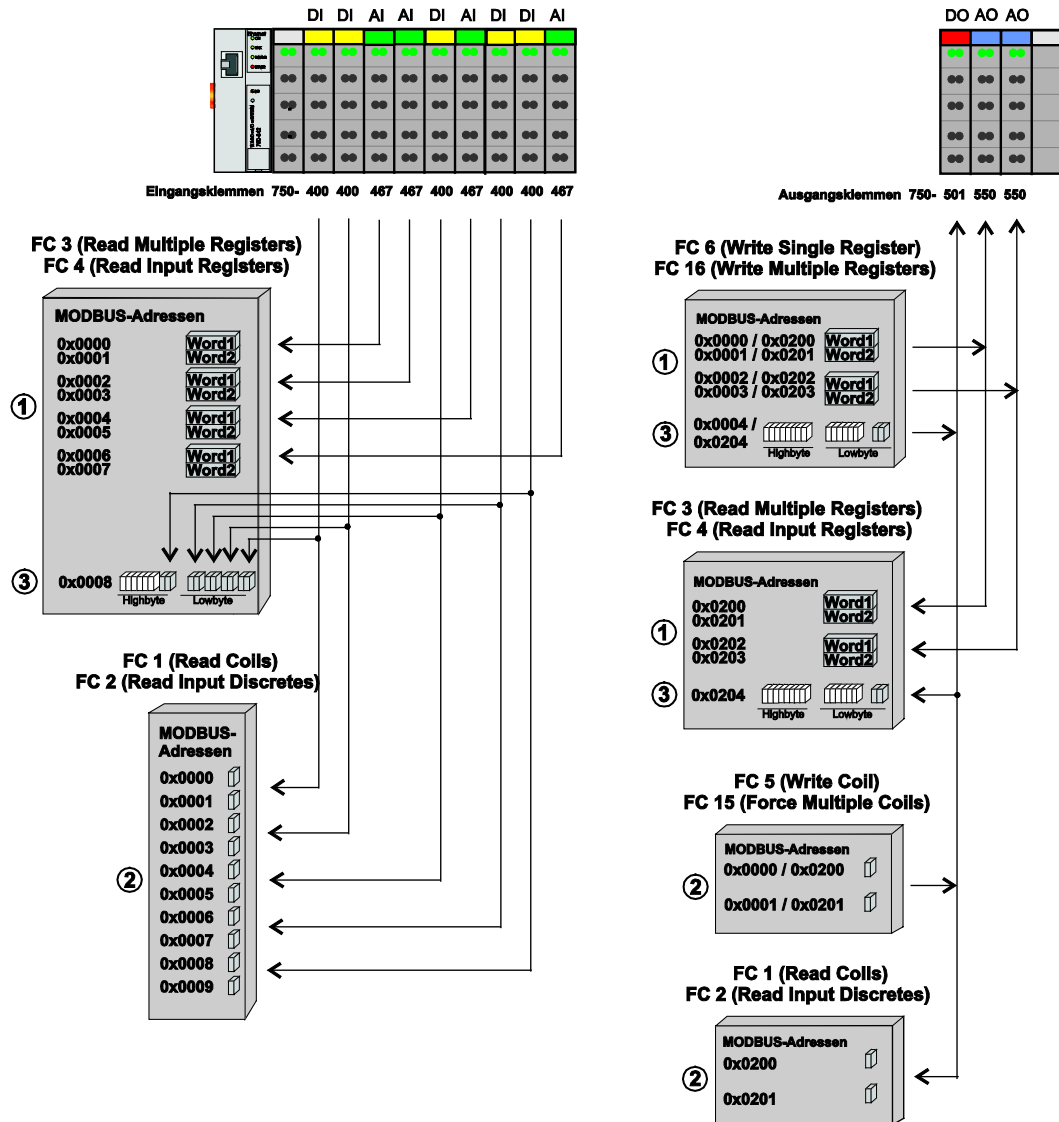 DI DI AI AI DI AI DI DI AI
Eingangsklemmen 750- 400 400 467 467 400 467 400 400 467
FC 3 (Read Multiple Registers)
FC 4 (Read Input Registers)
MODBUS-Adressen
0x0000 Word1
0x0001 Word2
0x0002 Word1
0x0003 Word2
① 0x0004 Word1
0x0005 Word2
0x0006 Word1
0x0007 Word2
③ 0x0008
Highbyte Lowbyte
FC 1 (Read Coils)
FC 2 (Read Input Discretes)
MODBUS-
Adressen
0x0000
0x0001
0x0002
0x0003
② 0x0004
0x0005
0x0006
0x0007
0x0008
0x0009
DO AO AO
Ausgangsklemmen 750- 501 550 550
FC 6 (Write Single Register)
FC 16 (Write Multiple Registers)
MODBUS-Adressen
① 0x0000 / 0x0200 Word1
0x0001 / 0x0201 Word2
0x0002 / 0x0202 Word1
0x0003 / 0x0203 Word2
③ 0x0004 /
0x0204
Highbyte Lowbyte
FC 3 (Read Multiple Registers)
FC 4 (Read Input Registers)
MODBUS-Adressen
① 0x0200 Word1
0x0201 Word2
0x0202 Word1
0x0203 Word2
③ 0x0204
Highbyte Lowbyte
FC 5 (Write Coil)
FC 15 (Force Multiple Coils)
MODBUS-Adressen
② 0x0000 / 0x0200
0x0001 / 0x0201
FC 1 (Read Coils)
FC 2 (Read Input Discretes)
MODBUS-Adressen
② 0x0200
0x0201